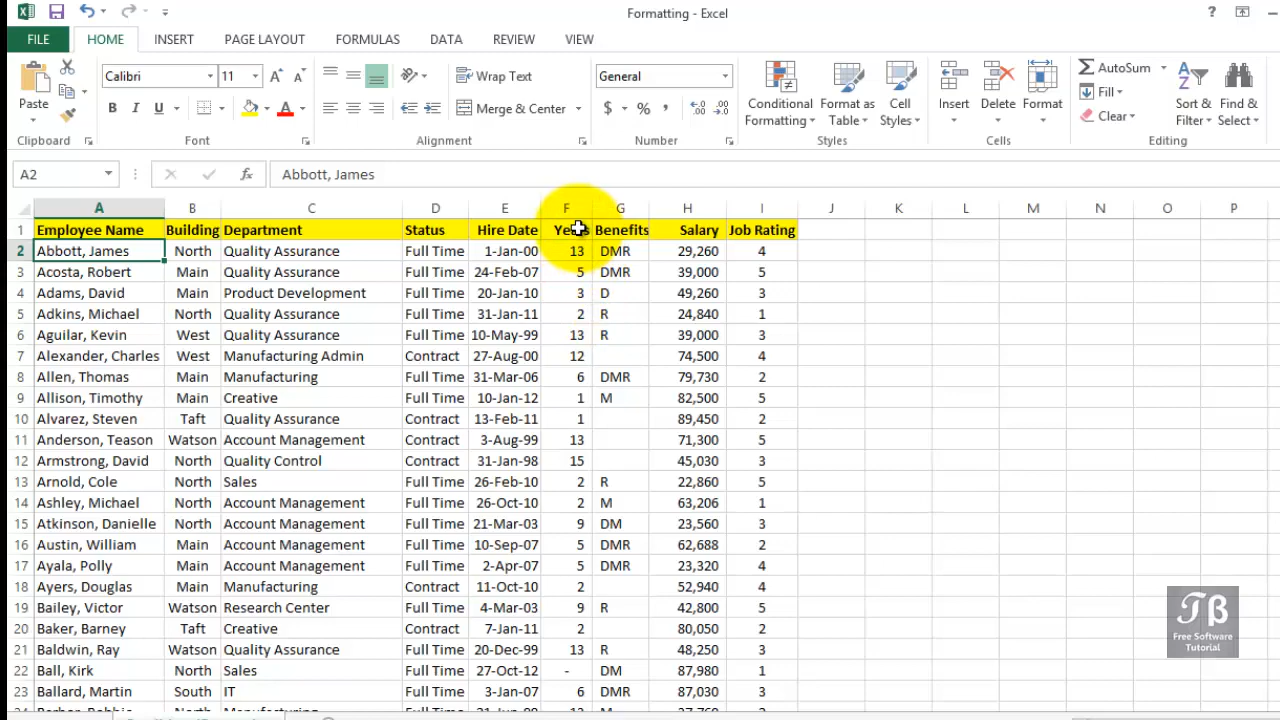 Formatting - Excel
?
FILE HOME INSERT PAGE LAYOUT FORMULAS DATA REVIEW VIEW
Paste
Calibri 11
B I U A
Wrap Text
Merge & Center
General
$ %
Conditional Formatting
Format as Table
Cell Styles
Insert Delete Format
AutoSum
Fill
Clear
Sort & Filter
Find & Select
Clipboard Font Alignment Number Styles Cells Editing
A2 fx Abbott, James
A B C D E F G H I J K L M N O P
1 Employee Name Building Department Status Hire Date Years Benefits Salary Job Rating
2 Abbott, James North Quality Assurance Full Time 1-Jan-00 13 DMR 29,260 4
3 Acosta, Robert Main Quality Assurance Full Time 24-Feb-07 5 DMR 39,000 5
4 Adams, David Main Product Development Full Time 20-Jan-10 3 D 49,260 3
5 Adkins, Michael North Quality Assurance Full Time 31-Jan-11 2 R 24,840 1
6 Aguilar, Kevin West Quality Assurance Full Time 10-May-99 13 R 39,000 3
7 Alexander, Charles West Manufacturing Admin Contract 27-Aug-00 12 74,500 4
8 Allen, Thomas Main Manufacturing Full Time 31-Mar-06 6 DMR 79,730 2
9 Allison, Timothy Main Creative Full Time 10-Jan-12 1 M 82,500 5
10 Alvarez, Steven Taft Quality Assurance Contract 13-Feb-11 1 89,450 2
11 Anderson, Teason Watson Account Management Contract 3-Aug-99 13 71,300 5
12 Armstrong, David North Quality Control Contract 31-Jan-98 15 45,030 3
13 Arnold, Cole North Sales Full Time 26-Feb-10 2 R 22,860 5
14 Ashley, Michael North Account Management Full Time 26-Oct-10 2 M 63,206 1
15 Atkinson, Danielle North Account Management Full Time 21-Mar-03 9 DM 23,560 3
16 Austin, William Main Account Management Full Time 10-Sep-07 5 DMR 62,688 2
17 Ayala, Polly Main Account Management Full Time 2-Apr-07 5 DMR 23,320 4
18 Ayers, Douglas Main Manufacturing Contract 11-Oct-10 2 52,940 4
19 Bailey, Victor Watson Research Center Full Time 4-Mar-03 9 R 42,800 5
20 Baker, Barney Taft Creative Contract 7-Jan-11 2 80,050 2
21 Baldwin, Ray Watson Quality Assurance Full Time 20-Dec-99 13 R 48,250 3
22 Ball, Kirk North Sales Full Time 27-Oct-12 - DM 87,980 1
23 Ballard, Martin South IT Full Time 3-Jan-07 6 DMR 87,030 3
TB
Free Software
Tutorial